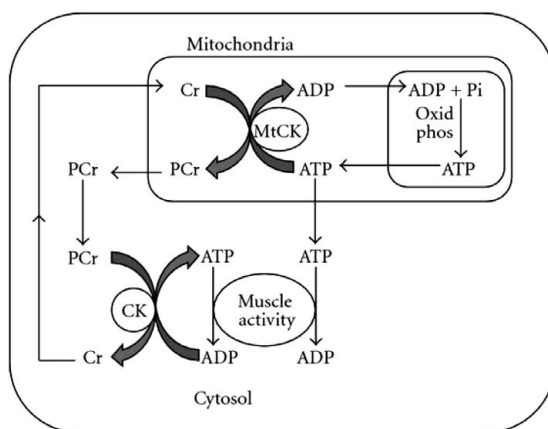 Mitochondria
Cr
ADP
ADP + Pi
Oxid
phos
MtCK
PCr
PCr
ATP
ATP
PCr
ATP
ATP
CK
Muscle
activity
Cr
ADP
ADP
Cytosol